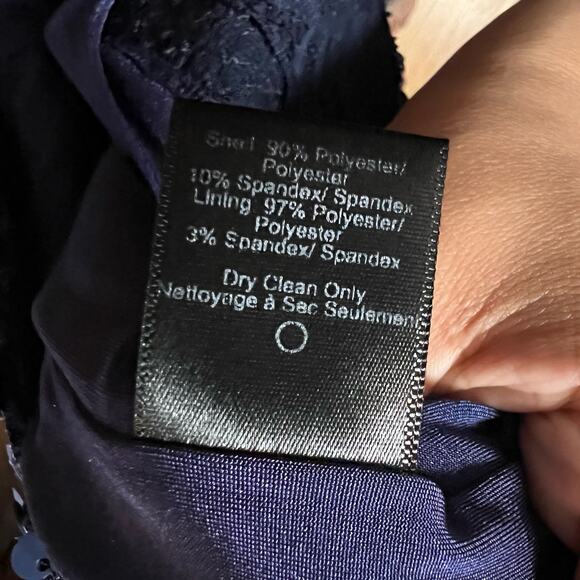 Shell 90% Polyester/
Polyester
10% Spandex/ Spandex
Lining 97% Polyester/
Polyester
3% Spandex/ Spandex
Dry Clean Only
Nettoyage à Sec Seulement